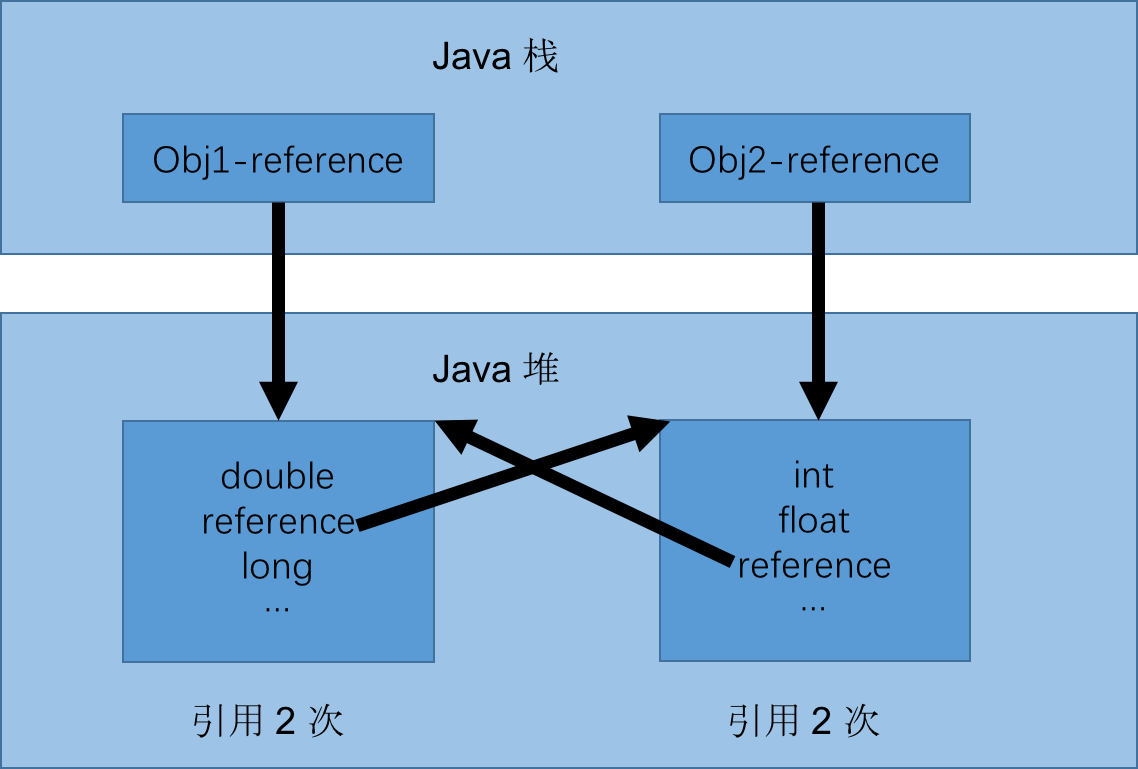 Java 栈
Obj1-reference
Obj2-reference
Java 堆
double
reference
long
...
int
float
reference
...
引用 2 次
引用 2 次